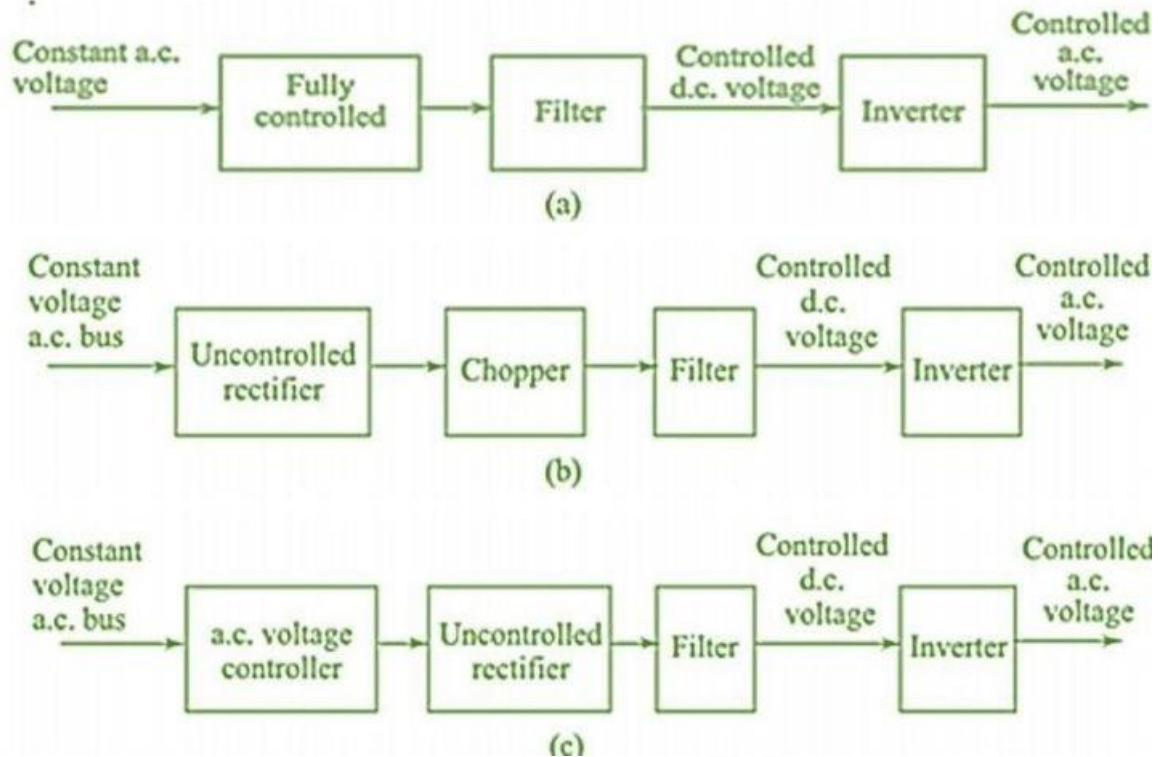 Constant a.c.
voltage
Fully
controlled
Filter
Controlled
d.c. voltage
Inverter
Controlled
a.c.
voltage
(a)
Constant
voltage
a.c. bus
Uncontrolled
rectifier
Chopper
Filter
Controlled
d.c.
voltage
Inverter
Controlled
a.c.
voltage
(b)
Constant
voltage
a.c. bus
a.c. voltage
controller
Uncontrolled
rectifier
Filter
Controlled
d.c.
voltage
Inverter
Controlled
a.c.
voltage
(c)